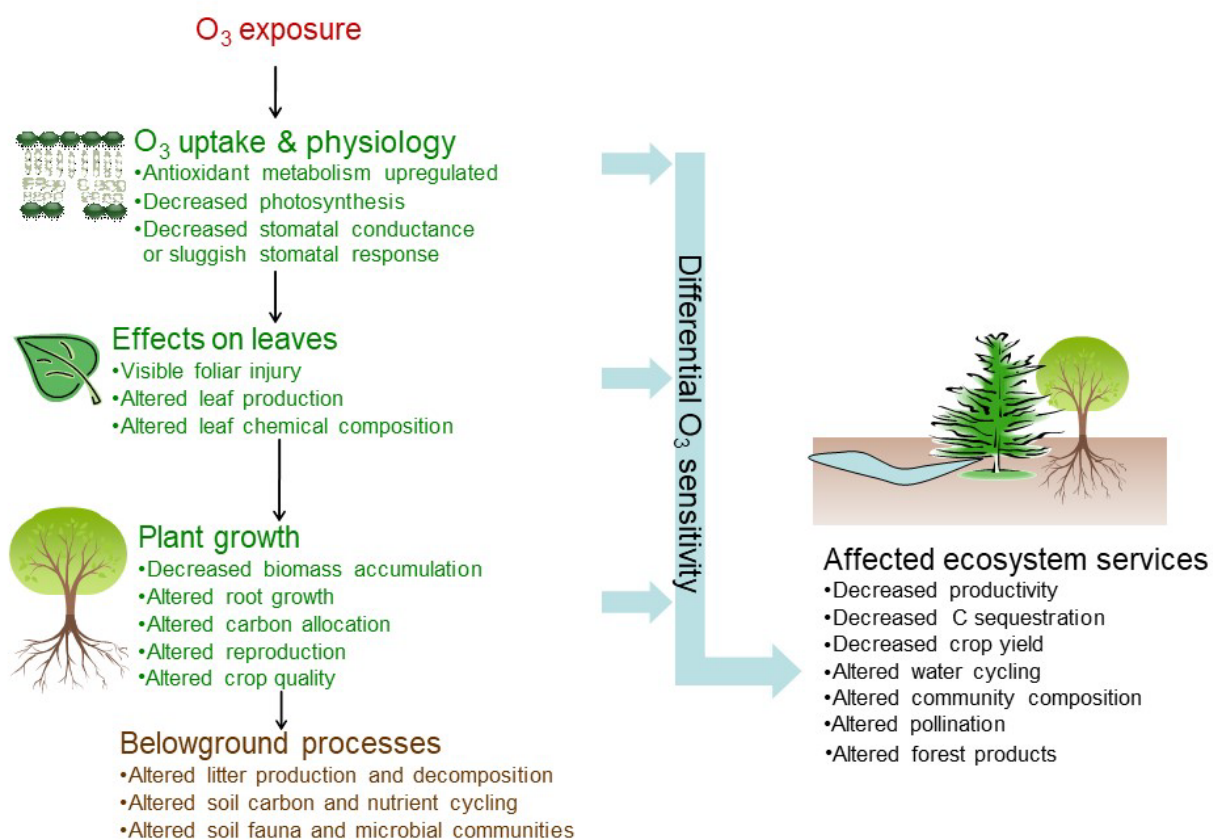 O₃ exposure
O₃ uptake & physiology
•Antioxidant metabolism upregulated
•Decreased photosynthesis
•Decreased stomatal conductance
or sluggish stomatal response
Effects on leaves
•Visible foliar injury
•Altered leaf production
•Altered leaf chemical composition
Plant growth
•Decreased biomass accumulation
•Altered root growth
•Altered carbon allocation
•Altered reproduction
•Altered crop quality
Belowground processes
•Altered litter production and decomposition
•Altered soil carbon and nutrient cycling
•Altered soil fauna and microbial communities
Differential O₃ sensitivity
Affected ecosystem services
•Decreased productivity
•Decreased C sequestration
•Decreased crop yield
•Altered water cycling
•Altered community composition
•Altered pollination
•Altered forest products